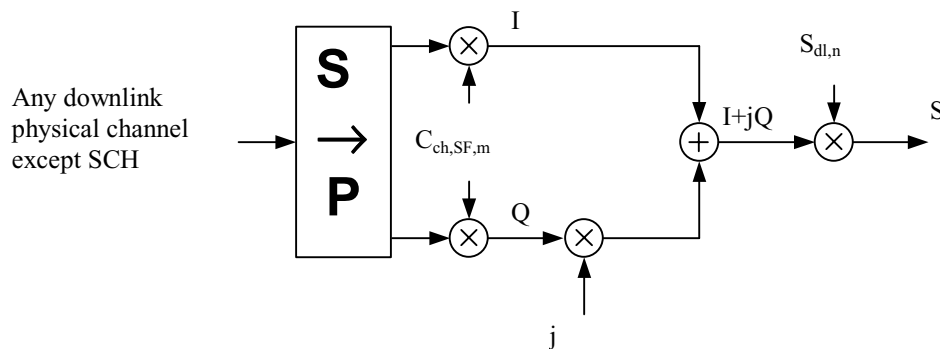 I
S_dl,n
S
Any downlink
physical channel
except SCH
S
→
P
C_ch,SF,m
I+jQ
Q
j